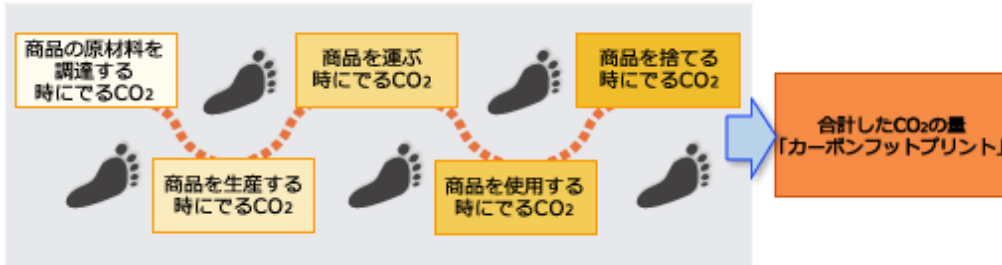 商品の原材料を
調達する
時にでるCO2
商品を生産する
時にでるCO2
商品を運ぶ
時にでるCO2
商品を使用する
時にでるCO2
商品を捨てる
時にでるCO2
合計したCO2の量
「カーボンフットプリント」